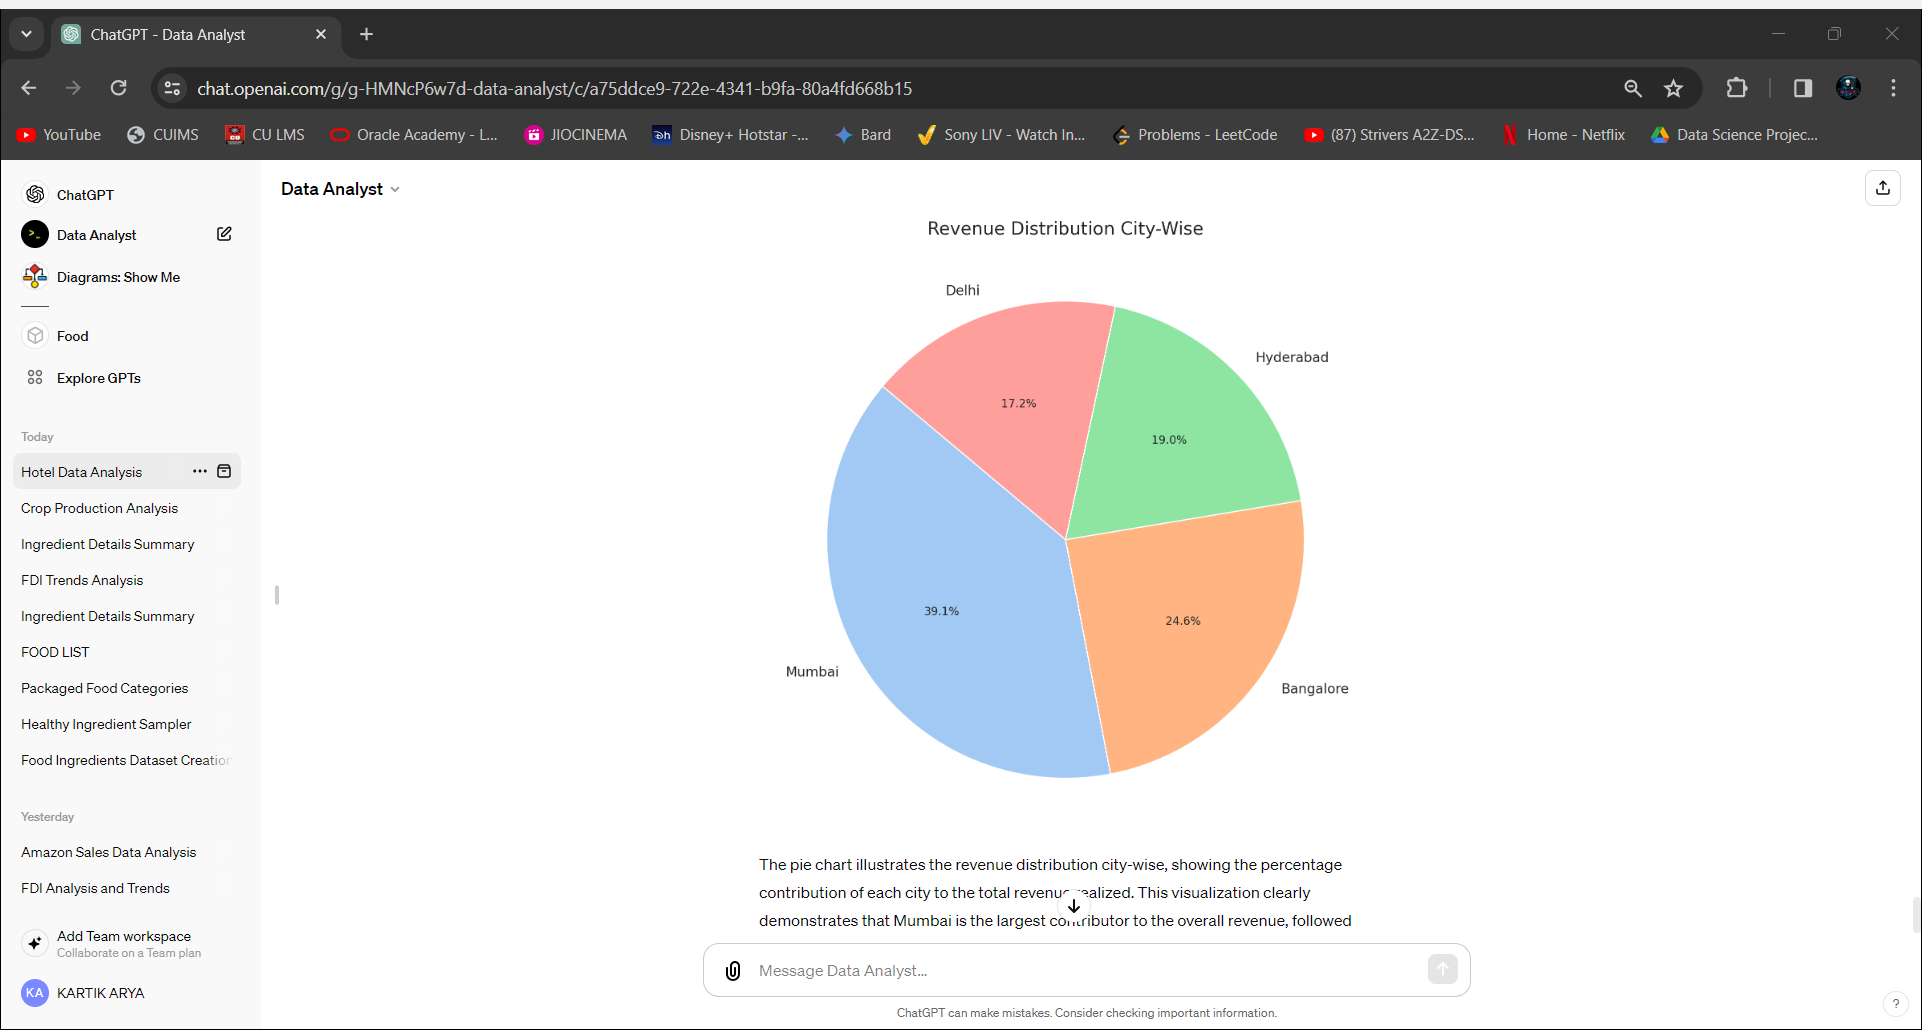 ChatGPT - Data Analyst
chat.openai.com/g/g-HMNcP6w7d-data-analyst/c/a75ddce9-722e-4341-b9fa-80a4fd668b15
YouTube
CUIMS
CU LMS
Oracle Academy - L...
JIOCINEMA
Disney+ Hotstar -...
Bard
Sony LIV - Watch In...
Problems - LeetCode
(87) Strivers A2Z-DS...
Home - Netflix
Data Science Projec...
ChatGPT
Data Analyst
Diagrams: Show Me
Food
Explore GPTs
Today
Hotel Data Analysis
Crop Production Analysis
Ingredient Details Summary
FDI Trends Analysis
Ingredient Details Summary
FOOD LIST
Packaged Food Categories
Healthy Ingredient Sampler
Food Ingredients Dataset Creation
Yesterday
Amazon Sales Data Analysis
FDI Analysis and Trends
Add Team workspace
Collaborate on a Team plan
KA KARTIK ARYA
Data Analyst
Revenue Distribution City-Wise
Delhi
Hyderabad
17.2%
19.0%
39.1%
24.6%
Mumbai
Bangalore
The pie chart illustrates the revenue distribution city-wise, showing the percentage
contribution of each city to the total revenue realized. This visualization clearly
demonstrates that Mumbai is the largest contributor to the overall revenue, followed
Message Data Analyst...
ChatGPT can make mistakes. Consider checking important information.
?